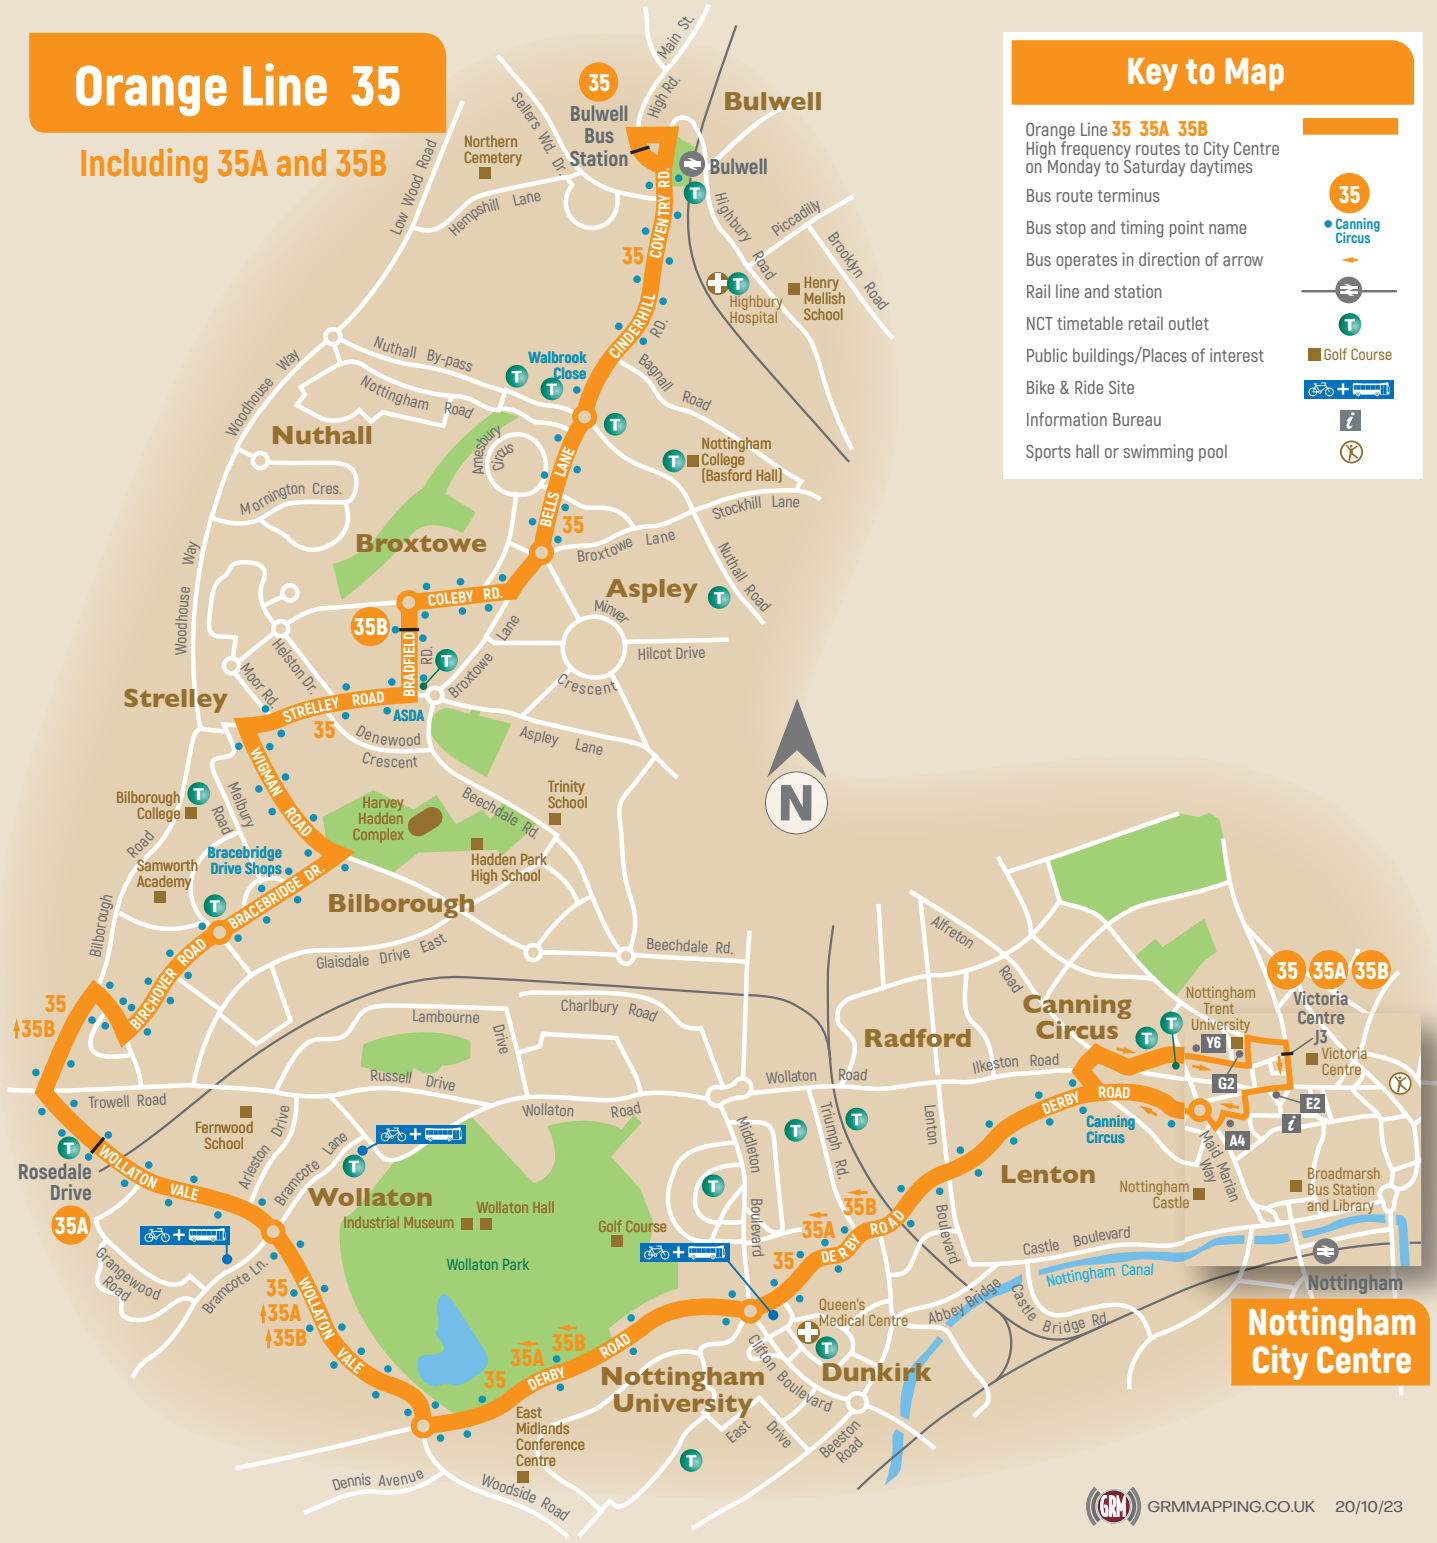 Orange Line 35
Including 35A and 35B
Key to Map
Orange Line 35 35A 35B
High frequency routes to City Centre
on Monday to Saturday daytimes
Bus route terminus
35
Bus stop and timing point name
Canning
Circus
Bus operates in direction of arrow
Rail line and station
NCT timetable retail outlet
T
Public buildings/Places of interest
Golf Course
Bike & Ride Site
+
Information Bureau
i
Sports hall or swimming pool
Main St.
High Rd.
35
Bulwell
Bus
Station
Bulwell
Bulwell
T
Sellers Wd. Dr.
Northern
Cemetery
Low Wood Road
Hempshill Lane
COVENTRY RD.
35
Highbury Road
Piccadilly
Brooklyn Road
T
Highbury
Hospital
Henry
Mellish
School
CINDERHILL
RD.
Bagnall Road
Walbrook
Close
T
T
T
Nuthall By-pass
Nottingham Road
Woodhouse Way
Nuthall
Amesbury
Circus
Mornington Cres.
T
Nottingham
College
(Basford Hall)
Stockhill Lane
BELLS LANE
35
Broxtowe
Broxtowe Lane
Nuthall Road
Aspley
T
Woodhouse Way
COLEBY RD.
35B
BRADFIELD
RD.
T
Broxtowe Lane
Minver
Crescent
Hilcot Drive
Helston Dr.
Moor Rd.
Strelley
STRELLEY ROAD
35
ASDA
Denewood
Crescent
Aspley Lane
WIGMAN ROAD
N
Bilborough
College
T
Melbury
Road
Harvey
Hadden
Complex
Beechdale Rd.
Trinity
School
Hadden Park
High School
Bilborough Road
Samworth
Academy
Bracebridge
Drive Shops
BRACEBRIDGE DR.
T
Bilborough
BIRCHOVER ROAD
Glaisdale Drive East
Beechdale Rd.
35
35B
Charlbury Road
Lambourne
Drive
Russell Drive
Trowell Road
Wollaton Road
Wollaton Road
Radford
Ilkeston Road
Alfreton
Road
Canning
Circus
T
T
Nottingham
Trent
University
35
35A
35B
Victoria
Centre
J3
Victoria
Centre
Y6
G2
E2
i
A4
Maid Marian
Way
Nottingham
Castle
Broadmarsh
Bus Station
and Library
Nottingham
Nottingham
City Centre
DERBY ROAD
Canning
Circus
Lenton
Lenton
Boulevard
Castle Boulevard
Nottingham Canal
Abbey Bridge
Castle
Bridge Rd.
T
Rosedale
Drive
35A
WOLLATON VALE
Fernwood
School
Arleston Drive
Bramcote Lane
+
T
Wollaton
Industrial Museum
Wollaton Hall
Golf Course
Wollaton Park
+
+
Grangewood
Road
Bramcote Ln.
35
35A
35B
WOLLATON
VALE
Middleton
Boulevard
T
T
T
Triumph Rd.
35
35A
35B
DERBY ROAD
Queen's
Medical Centre
T
Dunkirk
Clifton Boulevard
35
35A
35B
DERBY
ROAD
Nottingham
University
East
Midlands
Conference
Centre
East
Drive
Beeston
Road
T
Dennis Avenue
Woodside Road
GRM
GRMMAPPING.CO.UK 20/10/23